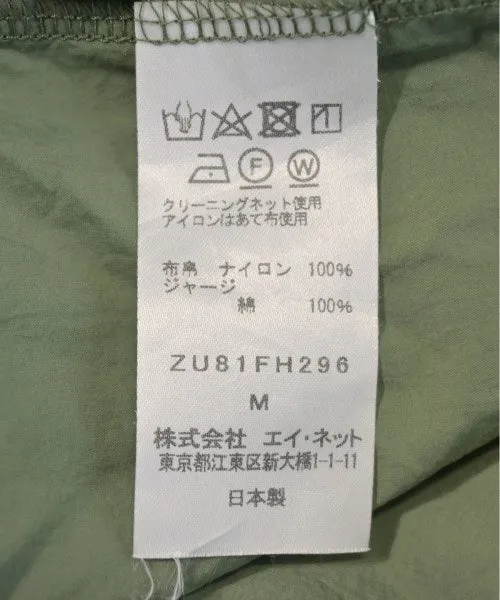 F W
クリーニングネット使用
アイロンはあて布使用
布帛 ナイロン 100%
ジャージ
綿 100%
ZU81FH296
M
株式会社 エイ・ネット
東京都江東区新大橋1-1-11
日本製